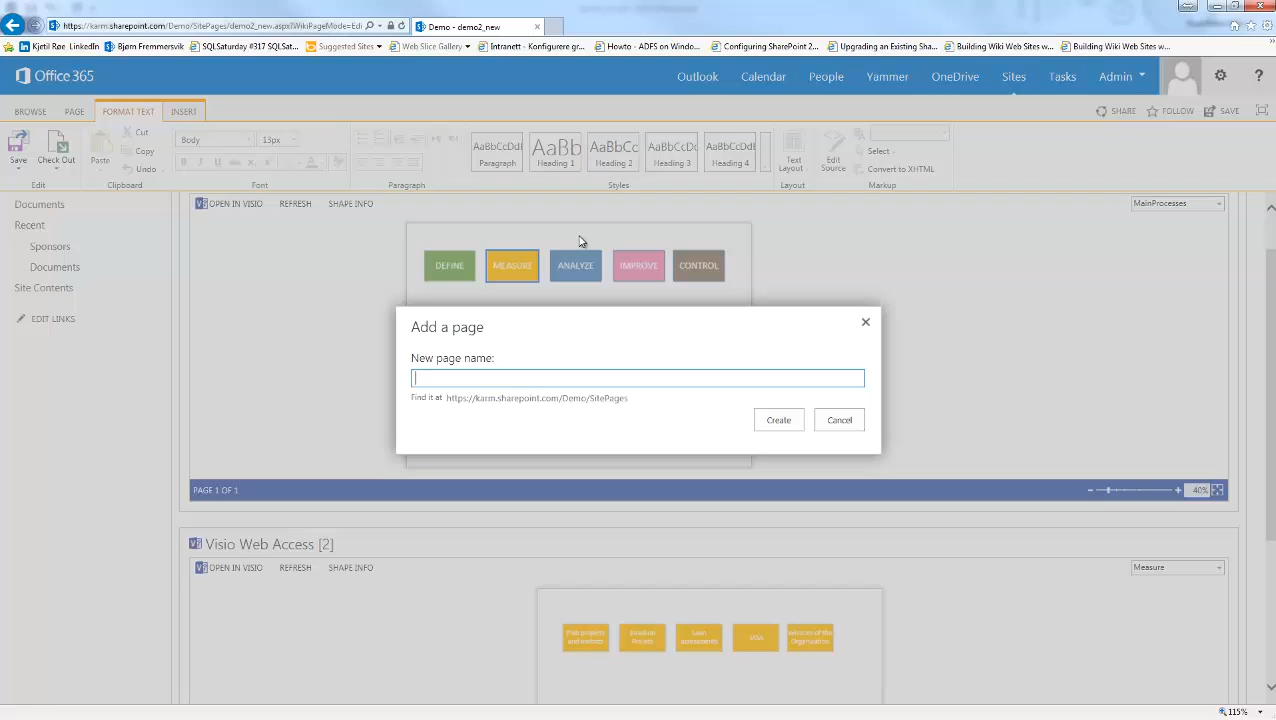 https://karm.sharepoint.com/Demo/SitePages/demo2_new.aspx?WikiPageMode=Edi
Demo - demo2_new
Kjetil Røe LinkedIn
Bjørn Fremmersvik
SQLSaturday #317 SQLSat...
Suggested Sites
Web Slice Gallery
Intranett - Konfigurere gr...
Howto - ADFS on Windo...
Configuring SharePoint 2...
Upgrading an Existing Sha...
Building Wiki Web Sites w...
Building Wiki Web Sites w...
Office 365
Outlook
Calendar
People
Yammer
OneDrive
Sites
Tasks
Admin
?
BROWSE
PAGE
FORMAT TEXT
INSERT
SHARE
FOLLOW
SAVE
Save
Check Out
Paste
Cut
Copy
Undo
Body
13px
AaBbCcDdI
Paragraph
AaBb
Heading 1
AaBbCc
Heading 2
AaBbCcDd
Heading 3
AaBbCcDdE
Heading 4
Text
Layout
Edit
Source
Select
Convert to XHTML
Edit
Clipboard
Font
Paragraph
Styles
Layout
Markup
Documents
Recent
Sponsors
Documents
Site Contents
EDIT LINKS
OPEN IN VISIO
REFRESH
SHAPE INFO
MainProcesses
DEFINE
MEASURE
ANALYZE
IMPROVE
CONTROL
Add a page
New page name:
Find it at https://karm.sharepoint.com/Demo/SitePages
Create
Cancel
PAGE 1 OF 1
40%
Visio Web Access [2]
OPEN IN VISIO
REFRESH
SHAPE INFO
Measure
Lean
assessments
of the
Organization
115%